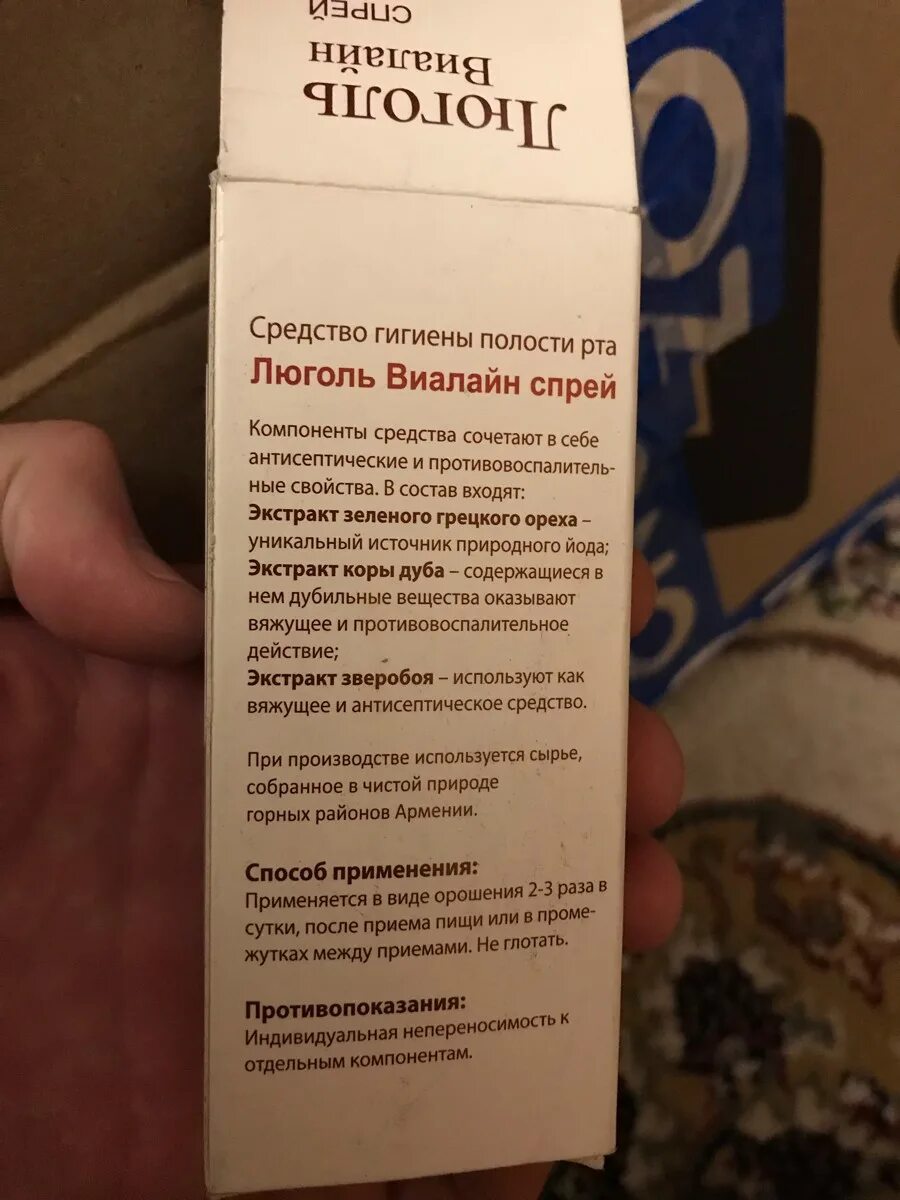 СПРЕЙ
Виалайн
Люголь
Средство гигиены полости рта
Люголь Виалайн спрей
Компоненты средства сочетают в себе
антисептические и противовоспалитель-
ные свойства. В состав входят:
Экстракт зеленого грецкого ореха –
уникальный источник природного йода;
Экстракт коры дуба – содержащиеся в
нем дубильные вещества оказывают
вяжущее и противовоспалительное
действие;
Экстракт зверобоя – используют как
вяжущее и антисептическое средство.
При производстве используется сырье,
собранное в чистой природе
горных районов Армении.
Способ применения:
Применяется в виде орошения 2-3 раза в
сутки, после приема пищи или в проме-
жутках между приемами. Не глотать.
Противопоказания:
Индивидуальная непереносимость к
отдельным компонентам.